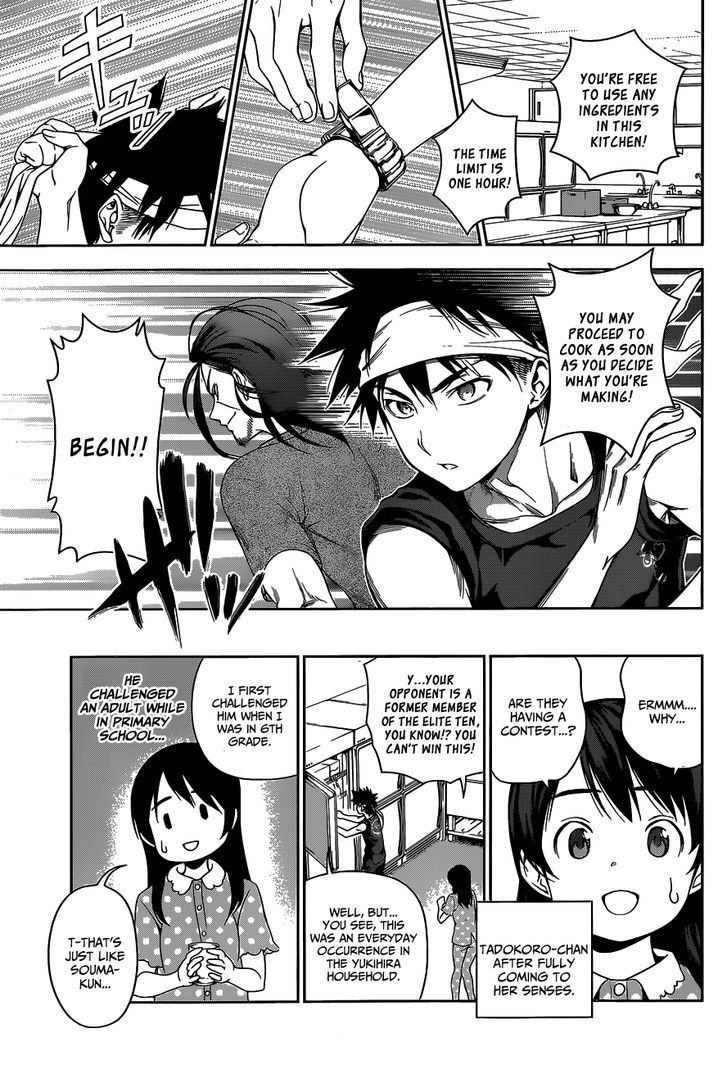 YOU'RE FREE
TO USE ANY
INGREDIENTS
IN THIS
KITCHEN!
THE TIME
LIMIT IS
ONE HOUR!
キュッ
YOU MAY
PROCEED TO
COOK AS SOON
AS YOU DECIDE
WHAT YOU'RE
MAKING!
BEGIN!!
ERMMM....
WHY...
ARE THEY
HAVING A
CONTEST...?
TADOKORO-CHAN
AFTER FULLY
COMING TO
HER SENSES.
Y...YOUR
OPPONENT IS A
FORMER MEMBER
OF THE ELITE TEN,
YOU KNOW!? YOU
CAN'T WIN THIS!
WELL, BUT...
YOU SEE, THIS
WAS AN EVERYDAY
OCCURRENCE IN
THE YUKIHIRA
HOUSEHOLD.
I FIRST
CHALLENGED
HIM WHEN I
WAS IN 6TH
GRADE.
HE
CHALLENGED
AN ADULT WHILE
IN PRIMARY
SCHOOL...
T-THAT'S
JUST LIKE
SOUMA-
KUN...